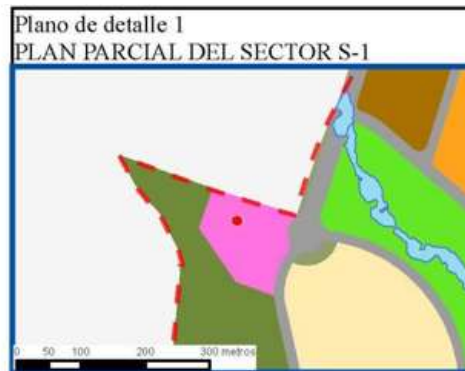 Plano de detalle 1
PLAN PARCIAL DEL SECTOR S-1
0 50 100 200 300 metros